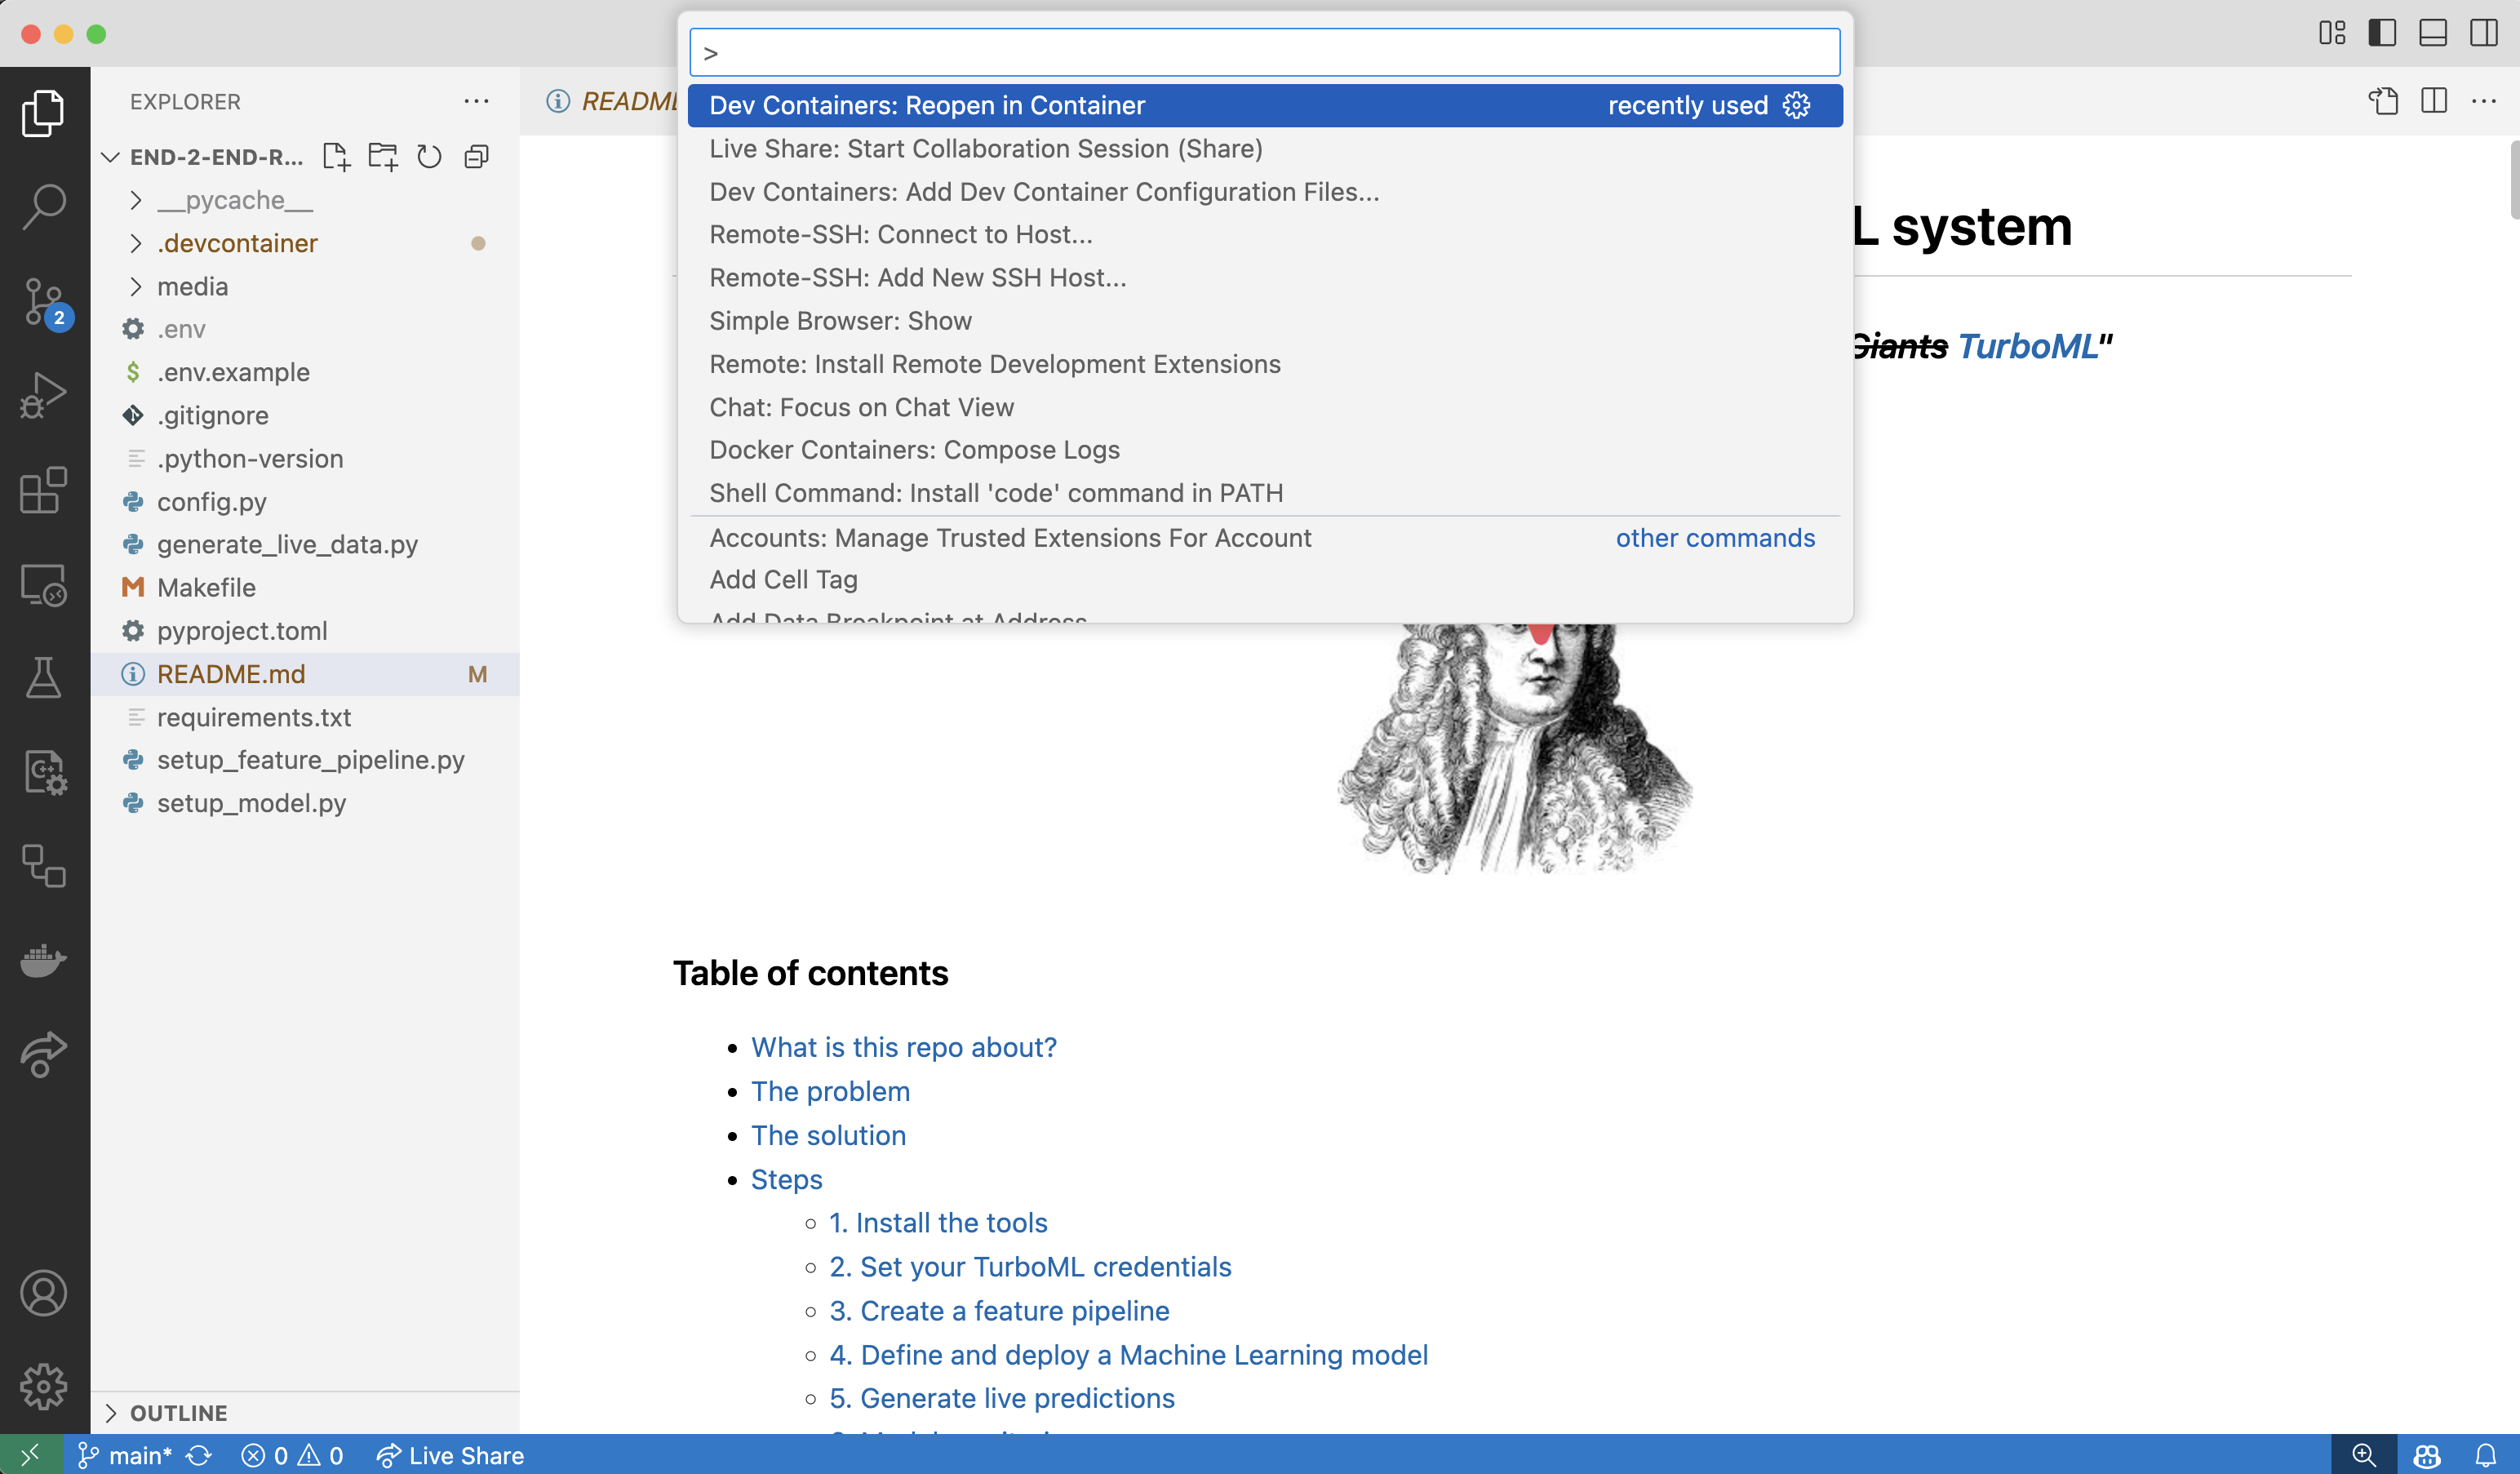 >
Dev Containers: Reopen in Container recently used
Live Share: Start Collaboration Session (Share)
Dev Containers: Add Dev Container Configuration Files...
Remote-SSH: Connect to Host...
Remote-SSH: Add New SSH Host...
Simple Browser: Show
Remote: Install Remote Development Extensions
Chat: Focus on Chat View
Docker Containers: Compose Logs
Shell Command: Install 'code' command in PATH
Accounts: Manage Trusted Extensions For Account other commands
Add Cell Tag
Add Data Breakpoint at Address
EXPLORER
END-2-END-R...
__pycache__
.devcontainer
media
.env
$ .env.example
.gitignore
.python-version
config.py
generate_live_data.py
M Makefile
pyproject.toml
README.md M
requirements.txt
setup_feature_pipeline.py
setup_model.py
OUTLINE
2
C++
README
L system
Giants TurboML"
Table of contents
What is this repo about?
The problem
The solution
Steps
1. Install the tools
2. Set your TurboML credentials
3. Create a feature pipeline
4. Define and deploy a Machine Learning model
5. Generate live predictions
main* 0 0 Live Share